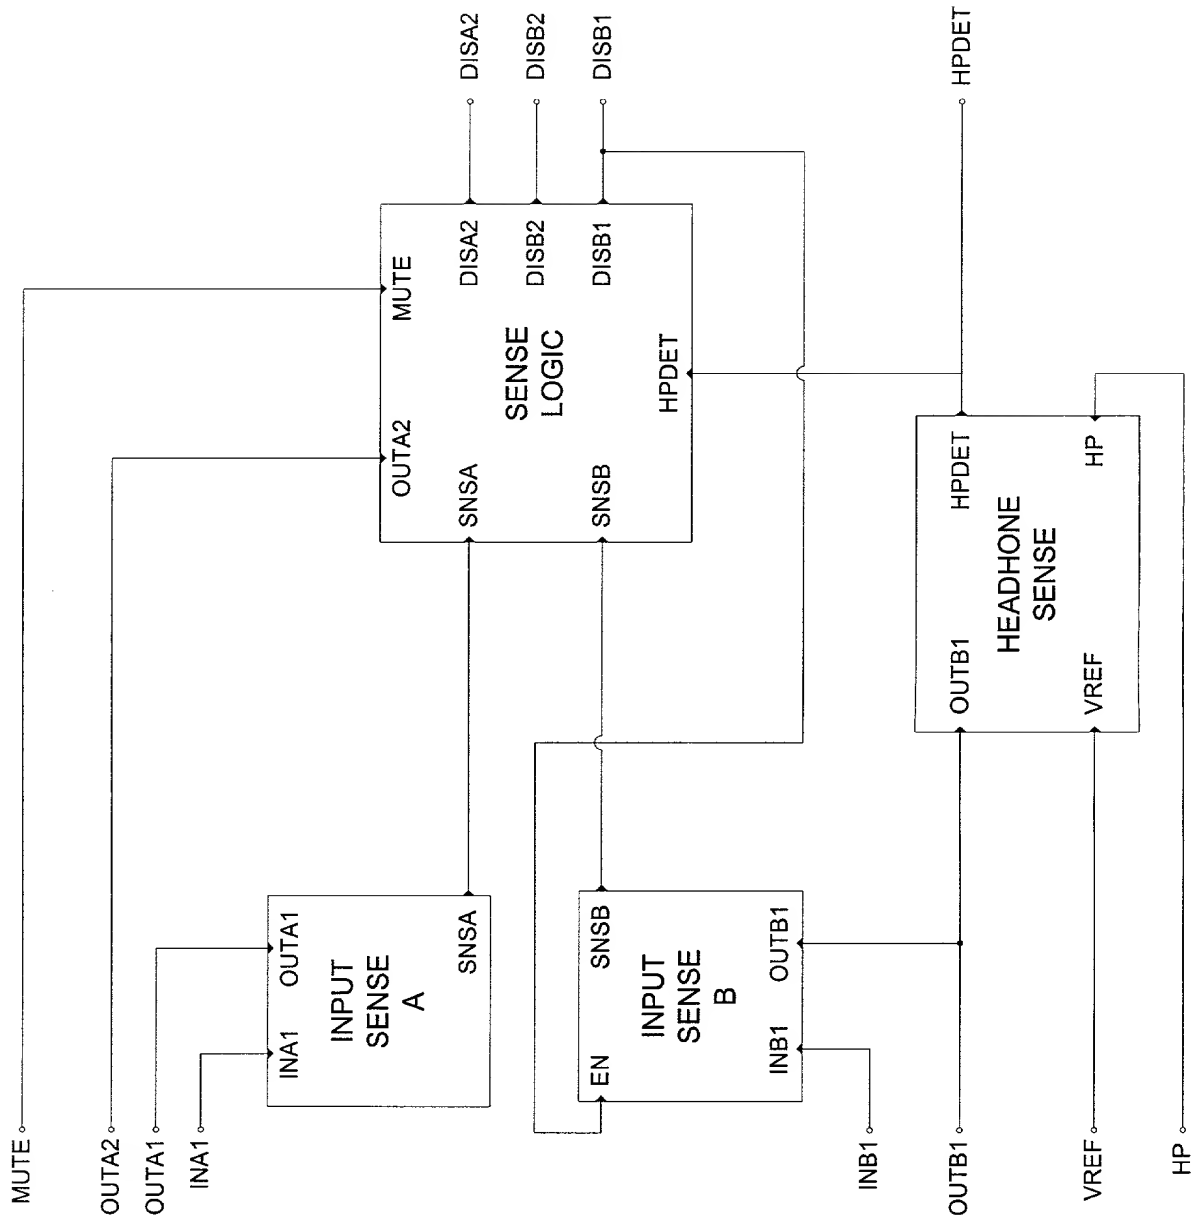 MUTE
OUTA2
OUTA1
INA1
INB1
OUTB1
VREF
HP
INA1
OUTA1
INPUT
SENSE
A
SNSA
EN
SNSB
INPUT
SENSE
B
INB1
OUTB1
OUTA2
MUTE
SNSA
SNSB
SENSE
LOGIC
DISA2
DISB2
DISB1
HPDET
OUTB1
VREF
HEADHONE
SENSE
HPDET
HP
DISA2
DISB2
DISB1
HPDET